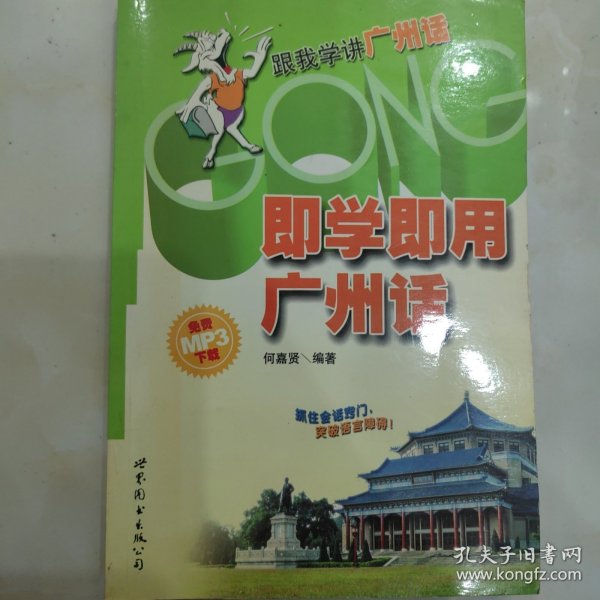 跟我学讲广州话
GONG
即学即用
广州话
免费
MP3
下载
何嘉贤＼编著
抓住会话窍门，
突破语言障碍！
世界图书出版公司
孔夫子旧书网
www.kongfz.com